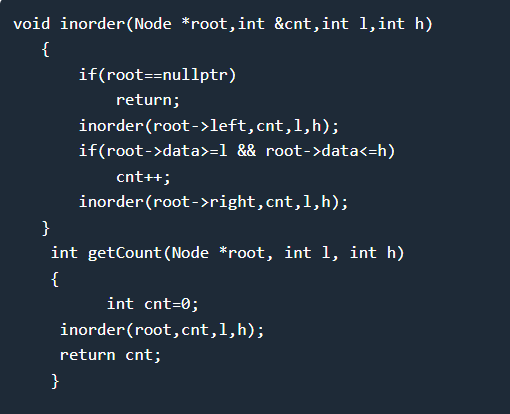 void inorder(Node *root,int &cnt,int l,int h)
{
if(root==nullptr)
return;
inorder(root->left,cnt,l,h);
if(root->data>=l && root->data<=h)
cnt++;
inorder(root->right,cnt,l,h);
}
int getCount(Node *root, int l, int h)
{
int cnt=0;
inorder(root,cnt,l,h);
return cnt;
}